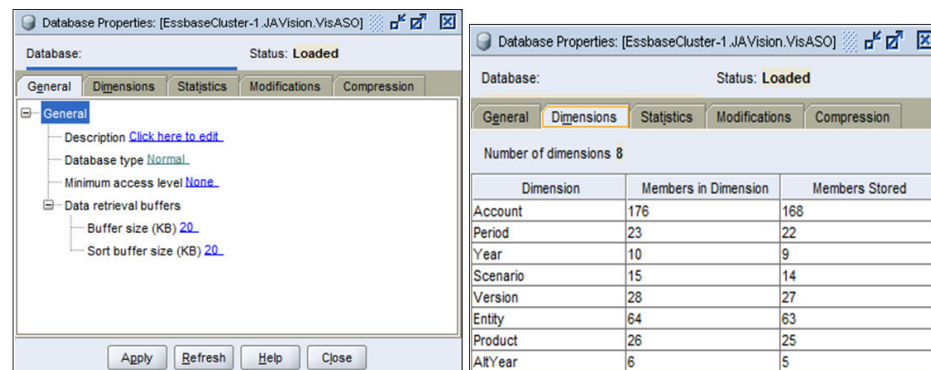 Database Properties: [EssbaseCluster-1.JAVision.VisASO]
Database: Status: Loaded
General Dimensions Statistics Modifications Compression
General
Description Click here to edit
Database type Normal
Minimum access level None
Data retrieval buffers
Buffer size (KB) 20
Sort buffer size (KB) 20
Apply Refresh Help Close
Database Properties: [EssbaseCluster-1.JAVision.VisASO]
Database: Status: Loaded
General Dimensions Statistics Modifications Compression
Number of dimensions 8
Dimension Members in Dimension Members Stored
Account 176 168
Period 23 22
Year 10 9
Scenario 15 14
Version 28 27
Entity 64 63
Product 26 25
AltYear 6 5